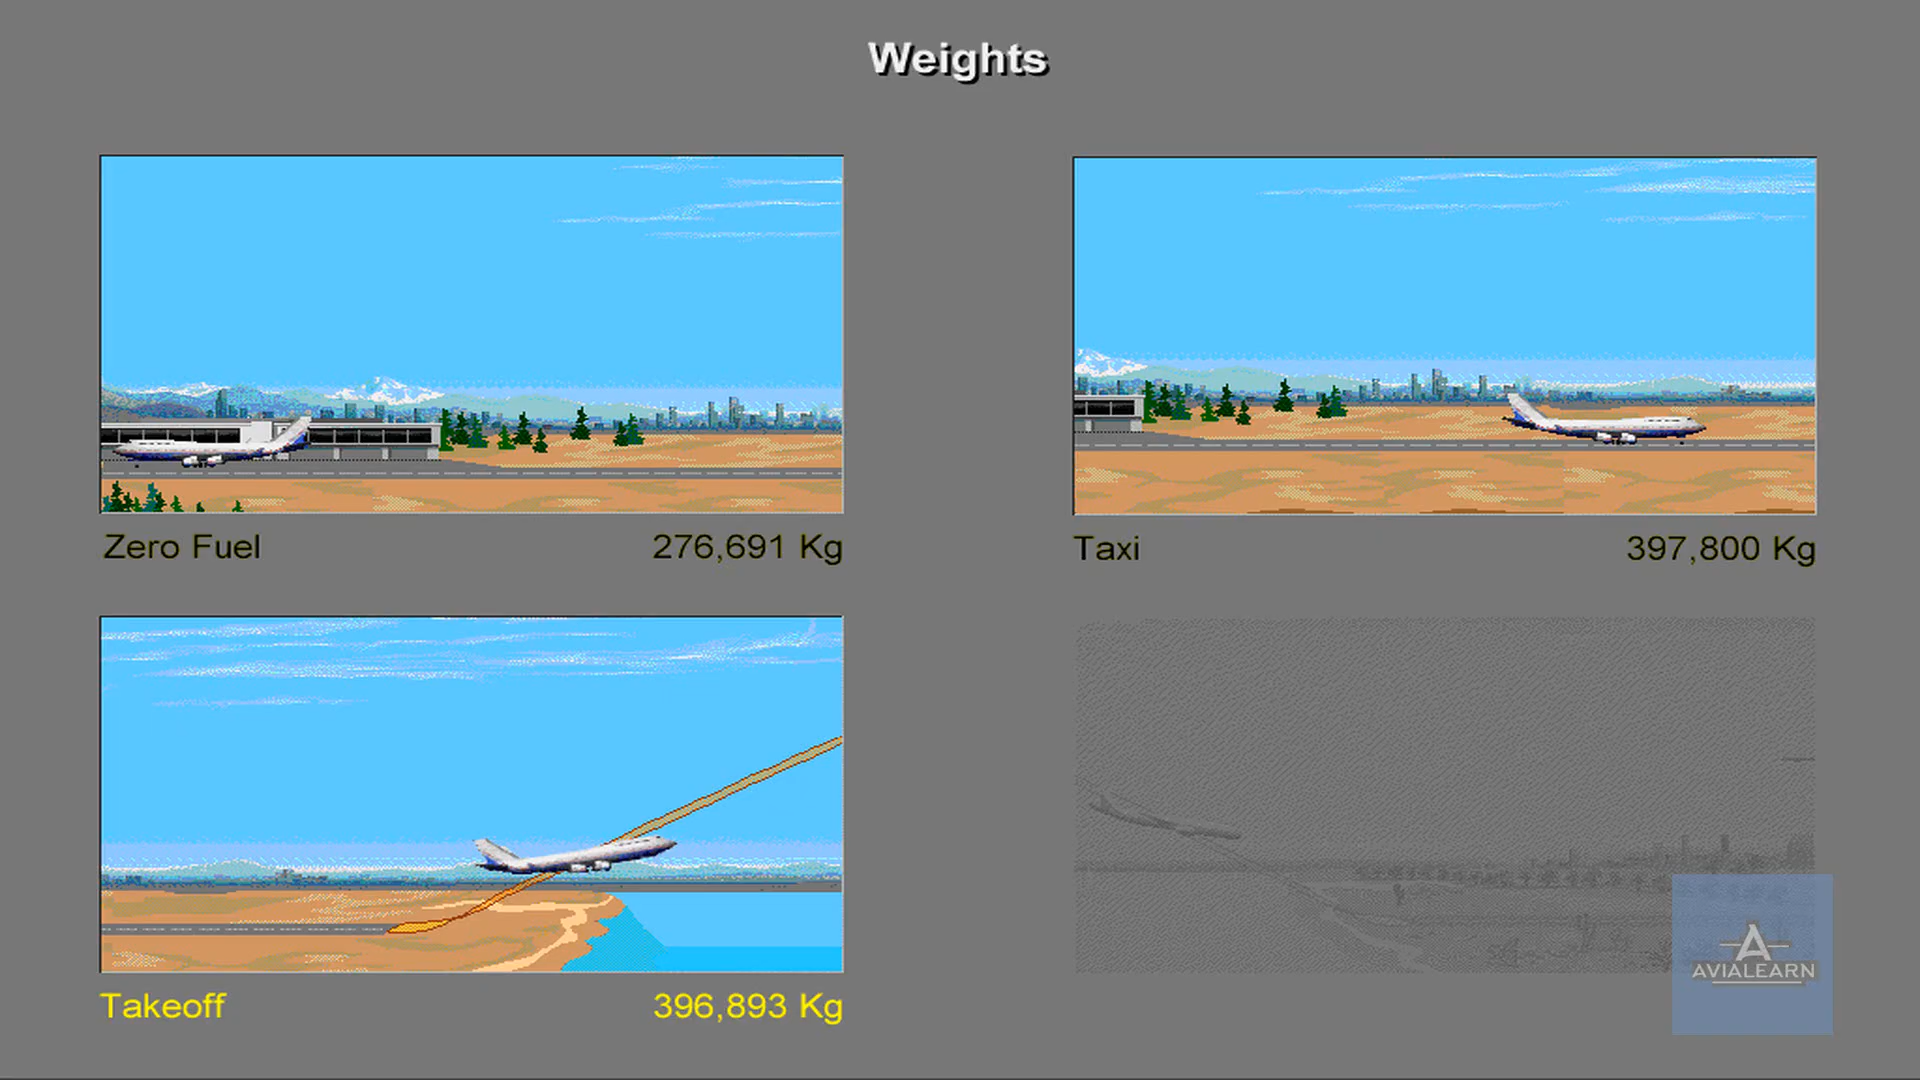 Weights
Zero Fuel 276,691 Kg
Taxi 397,800 Kg
Takeoff 396,893 Kg
AVIALEARN